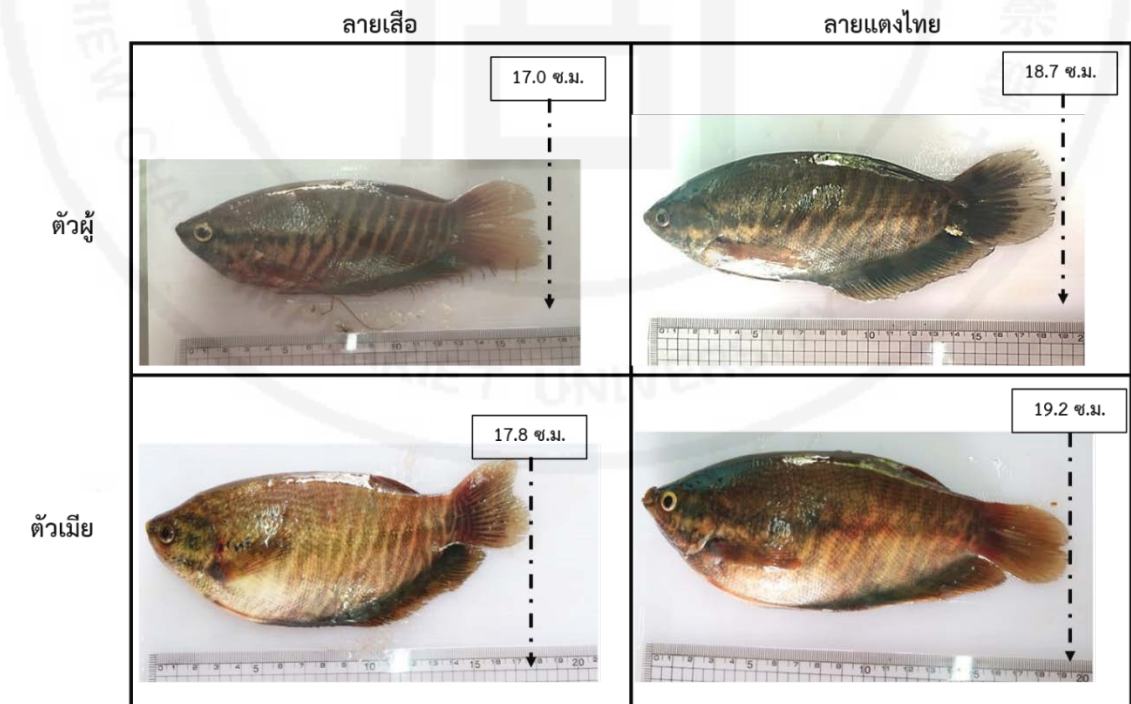 ลายเสือ ลายแตงไทย
17.0 ซ.ม. 18.7 ซ.ม.
ตัวผู้
17.8 ซ.ม. 19.2 ซ.ม.
ตัวเมีย